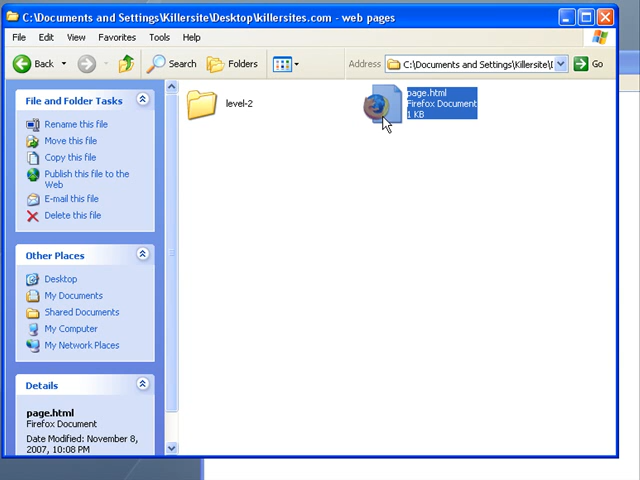 C:\Documents and Settings\Killersite\Desktop\killersites.com - web pages
File Edit View Favorites Tools Help
Back Search Folders Address C:\Documents and Settings\Killersite\ Go
File and Folder Tasks
Rename this file
Move this file
Copy this file
Publish this file to the
Web
E-mail this file
Delete this file
Other Places
Desktop
My Documents
Shared Documents
My Computer
My Network Places
Details
page.html
Firefox Document
Date Modified: November 8,
2007, 10:08 PM
level-2
page.html
Firefox Document
1 KB